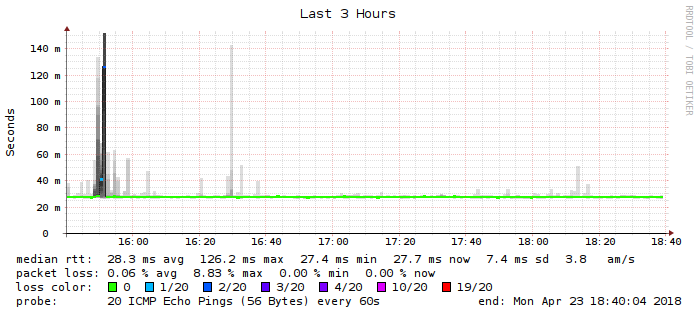 Last 3 Hours
RRDTOOL / TOBI OETIKER
Seconds
140 m
120 m
100 m
80 m
60 m
40 m
20 m
0
16:00 16:20 16:40 17:00 17:20 17:40 18:00 18:20 18:40
median rtt: 28.3 ms avg 126.2 ms max 27.4 ms min 27.7 ms now 7.4 ms sd 3.8 am/s
packet loss: 0.06 % avg 8.83 % max 0.00 % min 0.00 % now
loss color: 0 1/20 2/20 3/20 4/20 10/20 19/20
probe: 20 ICMP Echo Pings (56 Bytes) every 60s end: Mon Apr 23 18:40:04 2018